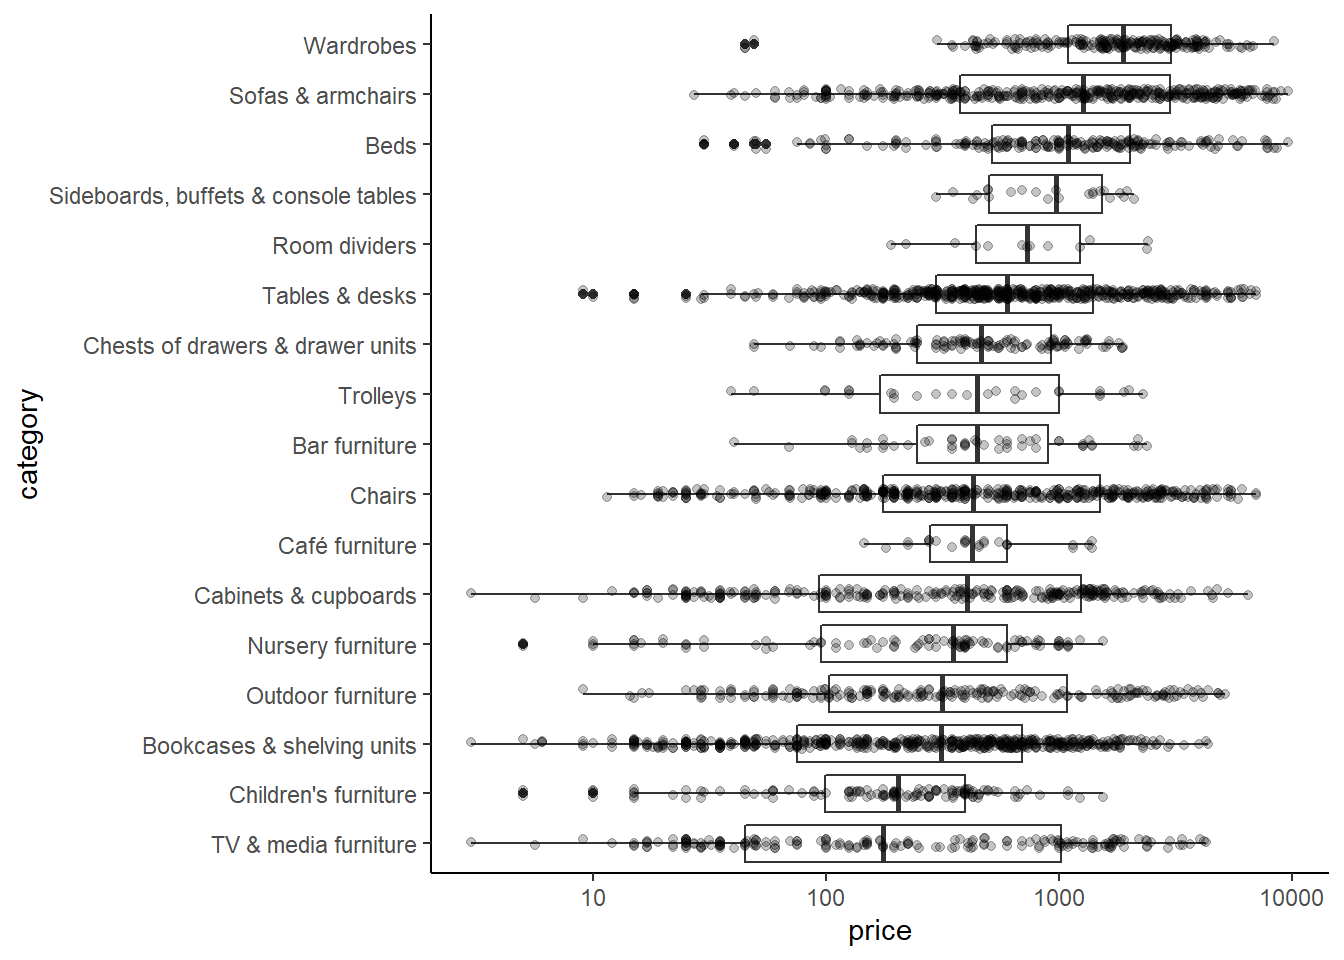 Wardrobes
Sofas & armchairs
Beds
Sideboards, buffets & console tables
Room dividers
Tables & desks
Chests of drawers & drawer units
Trolleys
Bar furniture
Chairs
Café furniture
Cabinets & cupboards
Nursery furniture
Outdoor furniture
Bookcases & shelving units
Children's furniture
TV & media furniture
category
10 100 1000 10000
price